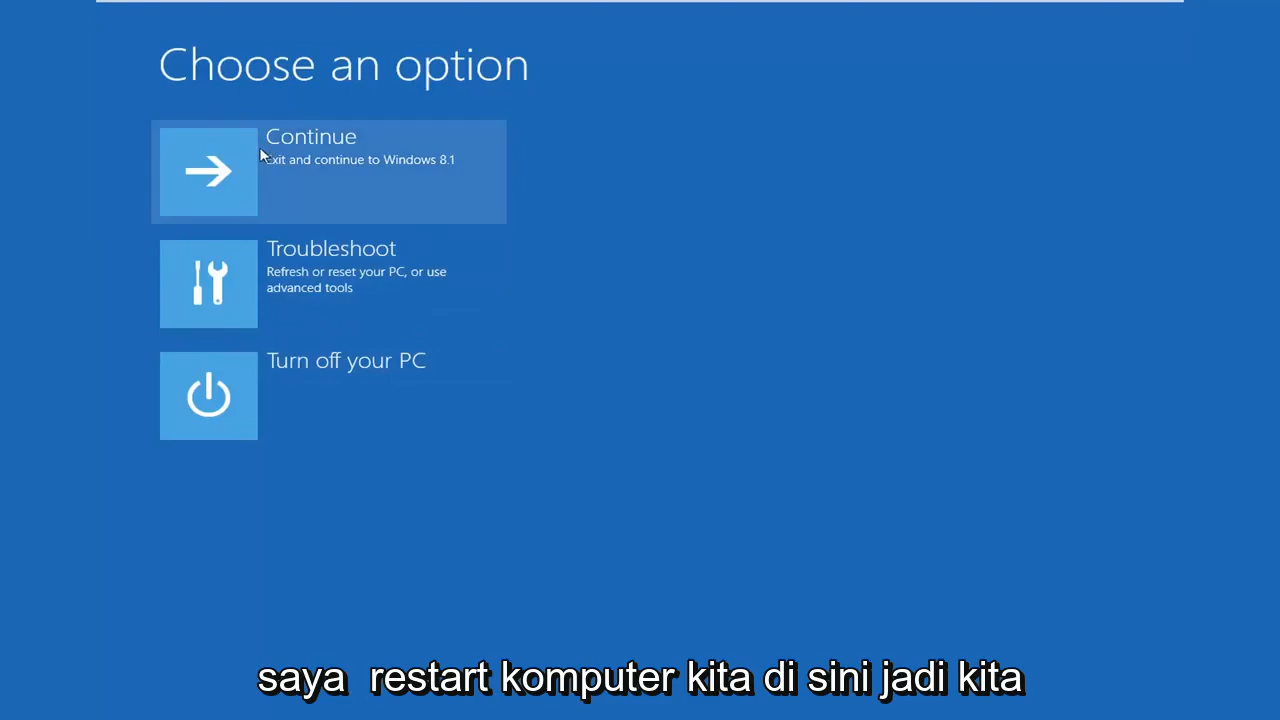 Choose an option
Continue
Exit and continue to Windows 8.1
Troubleshoot
Refresh or reset your PC, or use
advanced tools
Turn off your PC
saya restart komputer kita di sini jadi kita